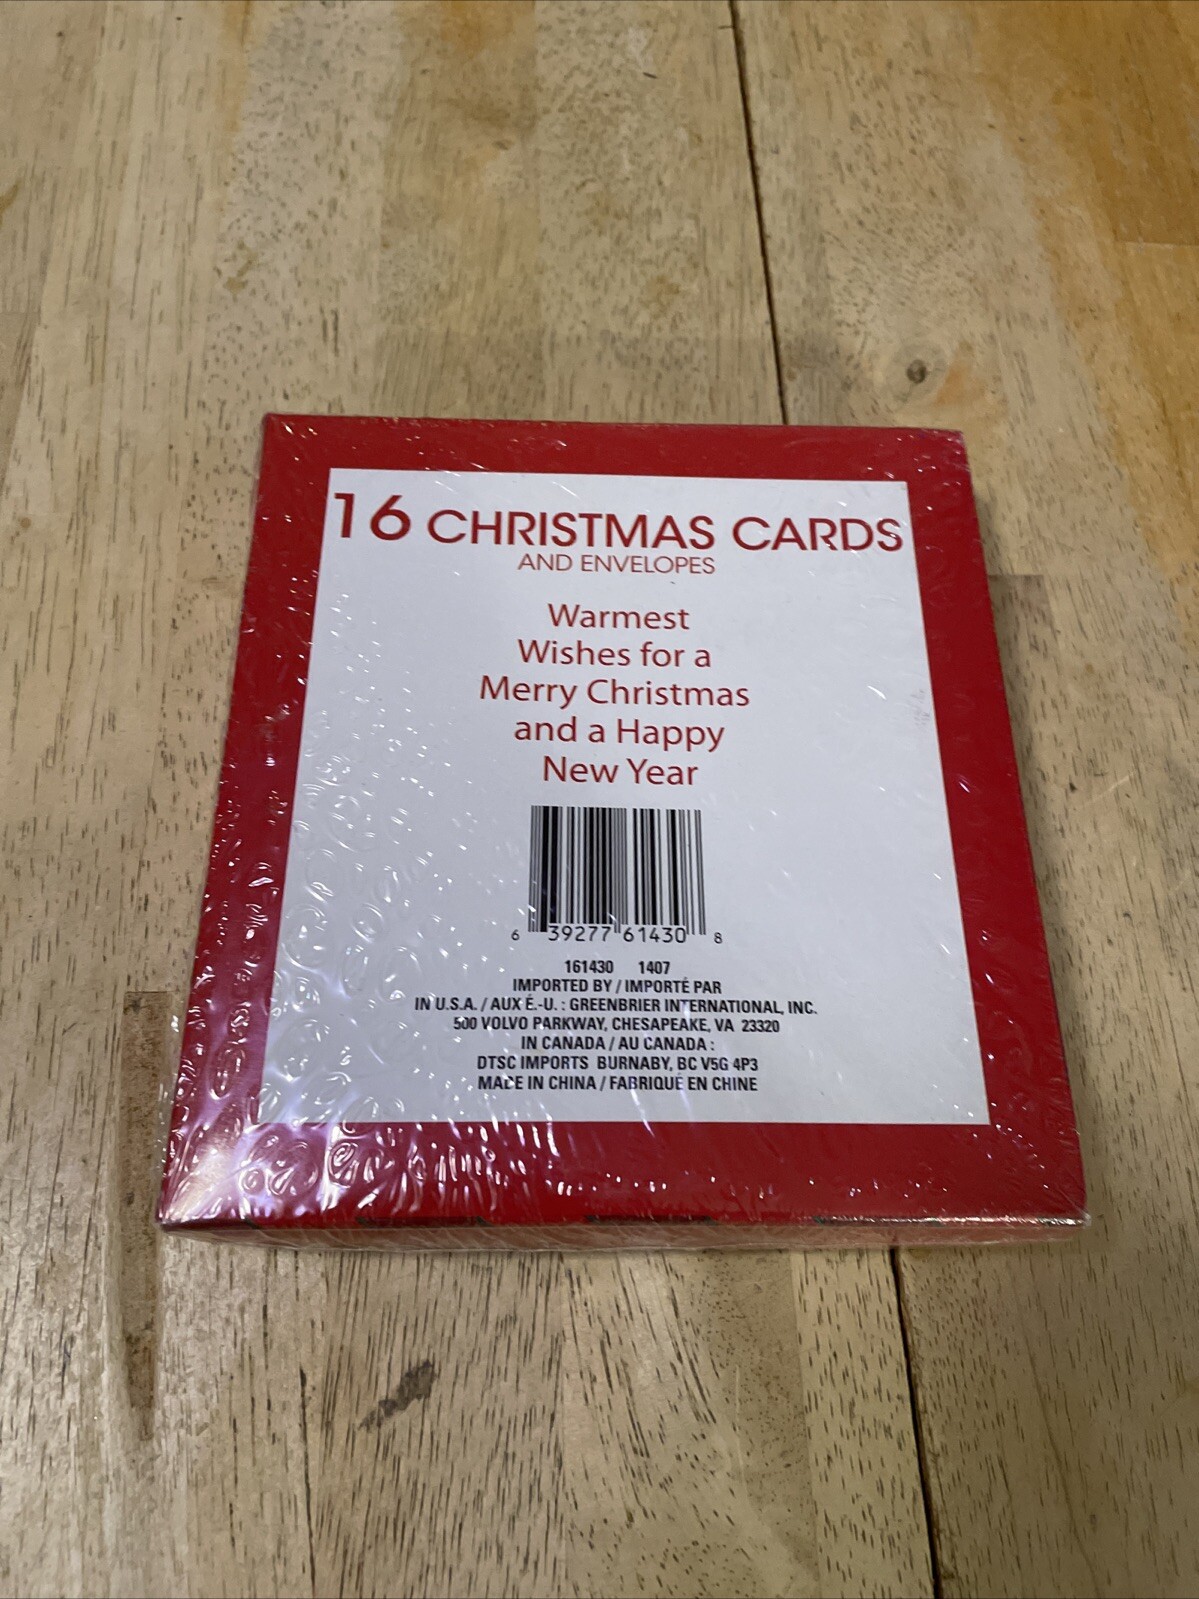 16 CHRISTMAS CARDS
AND ENVELOPES
Warmest
Wishes for a
Merry Christmas
and a Happy
New Year
6 39277 61430 8
161430 1407
IMPORTED BY / IMPORTÉ PAR
IN U.S.A. / AUX É.-U. : GREENBRIER INTERNATIONAL, INC.
500 VOLVO PARKWAY, CHESAPEAKE, VA 23320
IN CANADA / AU CANADA :
DTSC IMPORTS BURNABY, BC V5G 4P3
MADE IN CHINA / FABRIQUÉ EN CHINE